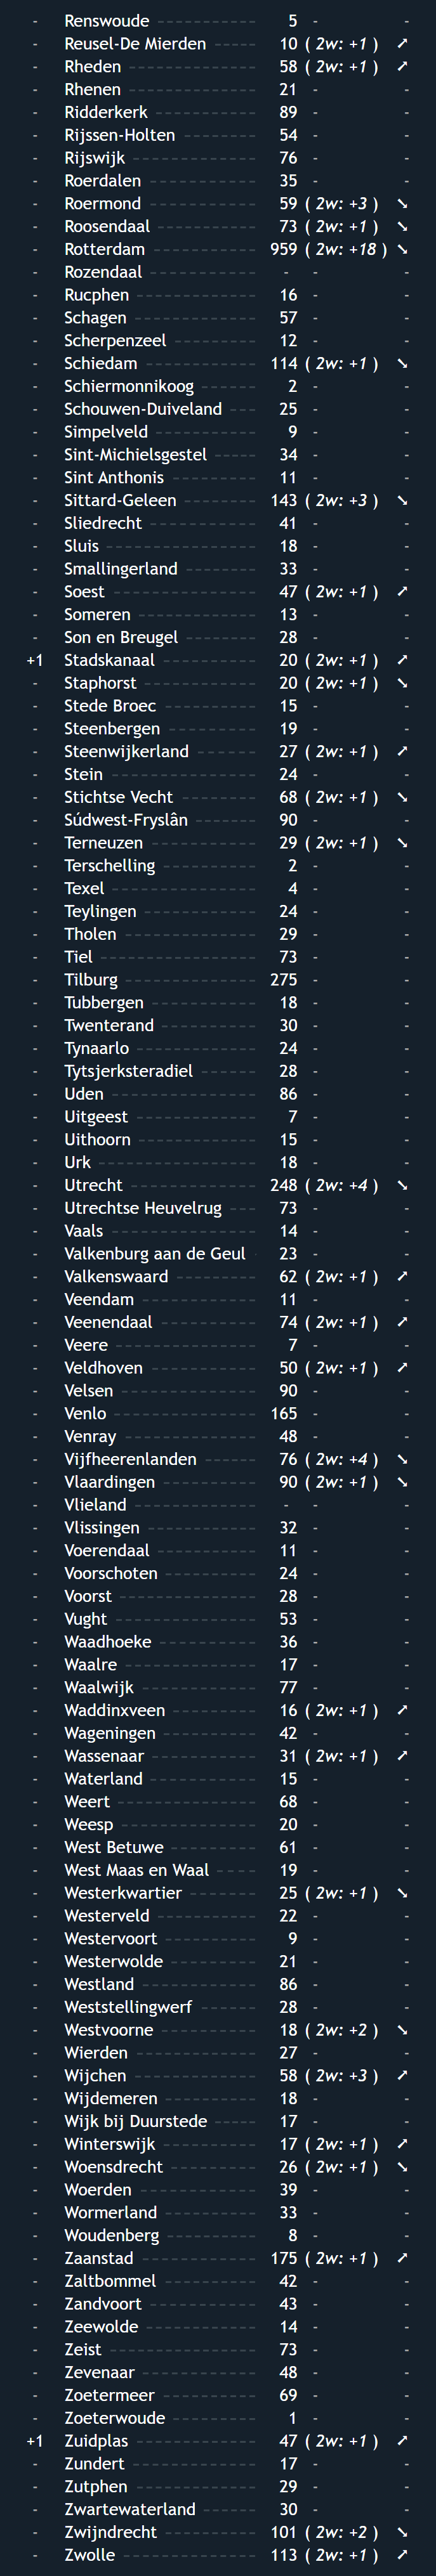 - Renswoude 5 - -
- Reusel-De Mierden 10 ( 2w: +1 ) ➚
- Rheden 58 ( 2w: +1 ) ➚
- Rhenen 21 - -
- Ridderkerk 89 - -
- Rijssen-Holten 54 - -
- Rijswijk 76 - -
- Roerdalen 35 - -
- Roermond 59 ( 2w: +3 ) ➘
- Roosendaal 73 ( 2w: +1 ) ➘
- Rotterdam 959 ( 2w: +18 ) ➘
- Rozendaal - - -
- Rucphen 16 - -
- Schagen 57 - -
- Scherpenzeel 12 - -
- Schiedam 114 ( 2w: +1 ) ➘
- Schiermonnikoog 2 - -
- Schouwen-Duiveland 25 - -
- Simpelveld 9 - -
- Sint-Michielsgestel 34 - -
- Sint Anthonis 11 - -
- Sittard-Geleen 143 ( 2w: +3 ) ➘
- Sliedrecht 41 - -
- Sluis 18 - -
- Smallingerland 33 - -
- Soest 47 ( 2w: +1 ) ➚
- Someren 13 - -
- Son en Breugel 28 - -
+1 Stadskanaal 20 ( 2w: +1 ) ➚
- Staphorst 20 ( 2w: +1 ) ➘
- Stede Broec 15 - -
- Steenbergen 19 - -
- Steenwijkerland 27 ( 2w: +1 ) ➚
- Stein 24 - -
- Stichtse Vecht 68 ( 2w: +1 ) ➘
- Súdwest-Fryslân 90 - -
- Terneuzen 29 ( 2w: +1 ) ➘
- Terschelling 2 - -
- Texel 4 - -
- Teylingen 24 - -
- Tholen 29 - -
- Tiel 73 - -
- Tilburg 275 - -
- Tubbergen 18 - -
- Twenterand 30 - -
- Tynaarlo 24 - -
- Tytsjerksteradiel 28 - -
- Uden 86 - -
- Uitgeest 7 - -
- Uithoorn 15 - -
- Urk 18 - -
- Utrecht 248 ( 2w: +4 ) ➘
- Utrechtse Heuvelrug 73 - -
- Vaals 14 - -
- Valkenburg aan de Geul 23 - -
- Valkenswaard 62 ( 2w: +1 ) ➚
- Veendam 11 - -
- Veenendaal 74 ( 2w: +1 ) ➚
- Veere 7 - -
- Veldhoven 50 ( 2w: +1 ) ➚
- Velsen 90 - -
- Venlo 165 - -
- Venray 48 - -
- Vijfheerenlanden 76 ( 2w: +4 ) ➘
- Vlaardingen 90 ( 2w: +1 ) ➘
- Vlieland - - -
- Vlissingen 32 - -
- Voerendaal 11 - -
- Voorschoten 24 - -
- Voorst 28 - -
- Vught 53 - -
- Waadhoeke 36 - -
- Waalre 17 - -
- Waalwijk 77 - -
- Waddinxveen 16 ( 2w: +1 ) ➚
- Wageningen 42 - -
- Wassenaar 31 ( 2w: +1 ) ➚
- Waterland 15 - -
- Weert 68 - -
- Weesp 20 - -
- West Betuwe 61 - -
- West Maas en Waal 19 - -
- Westerkwartier 25 ( 2w: +1 ) ➘
- Westerveld 22 - -
- Westervoort 9 - -
- Westerwolde 21 - -
- Westland 86 - -
- Weststellingwerf 28 - -
- Westvoorne 18 ( 2w: +2 ) ➘
- Wierden 27 - -
- Wijchen 58 ( 2w: +3 ) ➚
- Wijdemeren 18 - -
- Wijk bij Duurstede 17 - -
- Winterswijk 17 ( 2w: +1 ) ➚
- Woensdrecht 26 ( 2w: +1 ) ➘
- Woerden 39 - -
- Wormerland 33 - -
- Woudenberg 8 - -
- Zaanstad 175 ( 2w: +1 ) ➚
- Zaltbommel 42 - -
- Zandvoort 43 - -
- Zeewolde 14 - -
- Zeist 73 - -
- Zevenaar 48 - -
- Zoetermeer 69 - -
- Zoeterwoude 1 - -
+1 Zuidplas 47 ( 2w: +1 ) ➚
- Zundert 17 - -
- Zutphen 29 - -
- Zwartewaterland 30 - -
- Zwijndrecht 101 ( 2w: +2 ) ➘
- Zwolle 113 ( 2w: +1 ) ➚